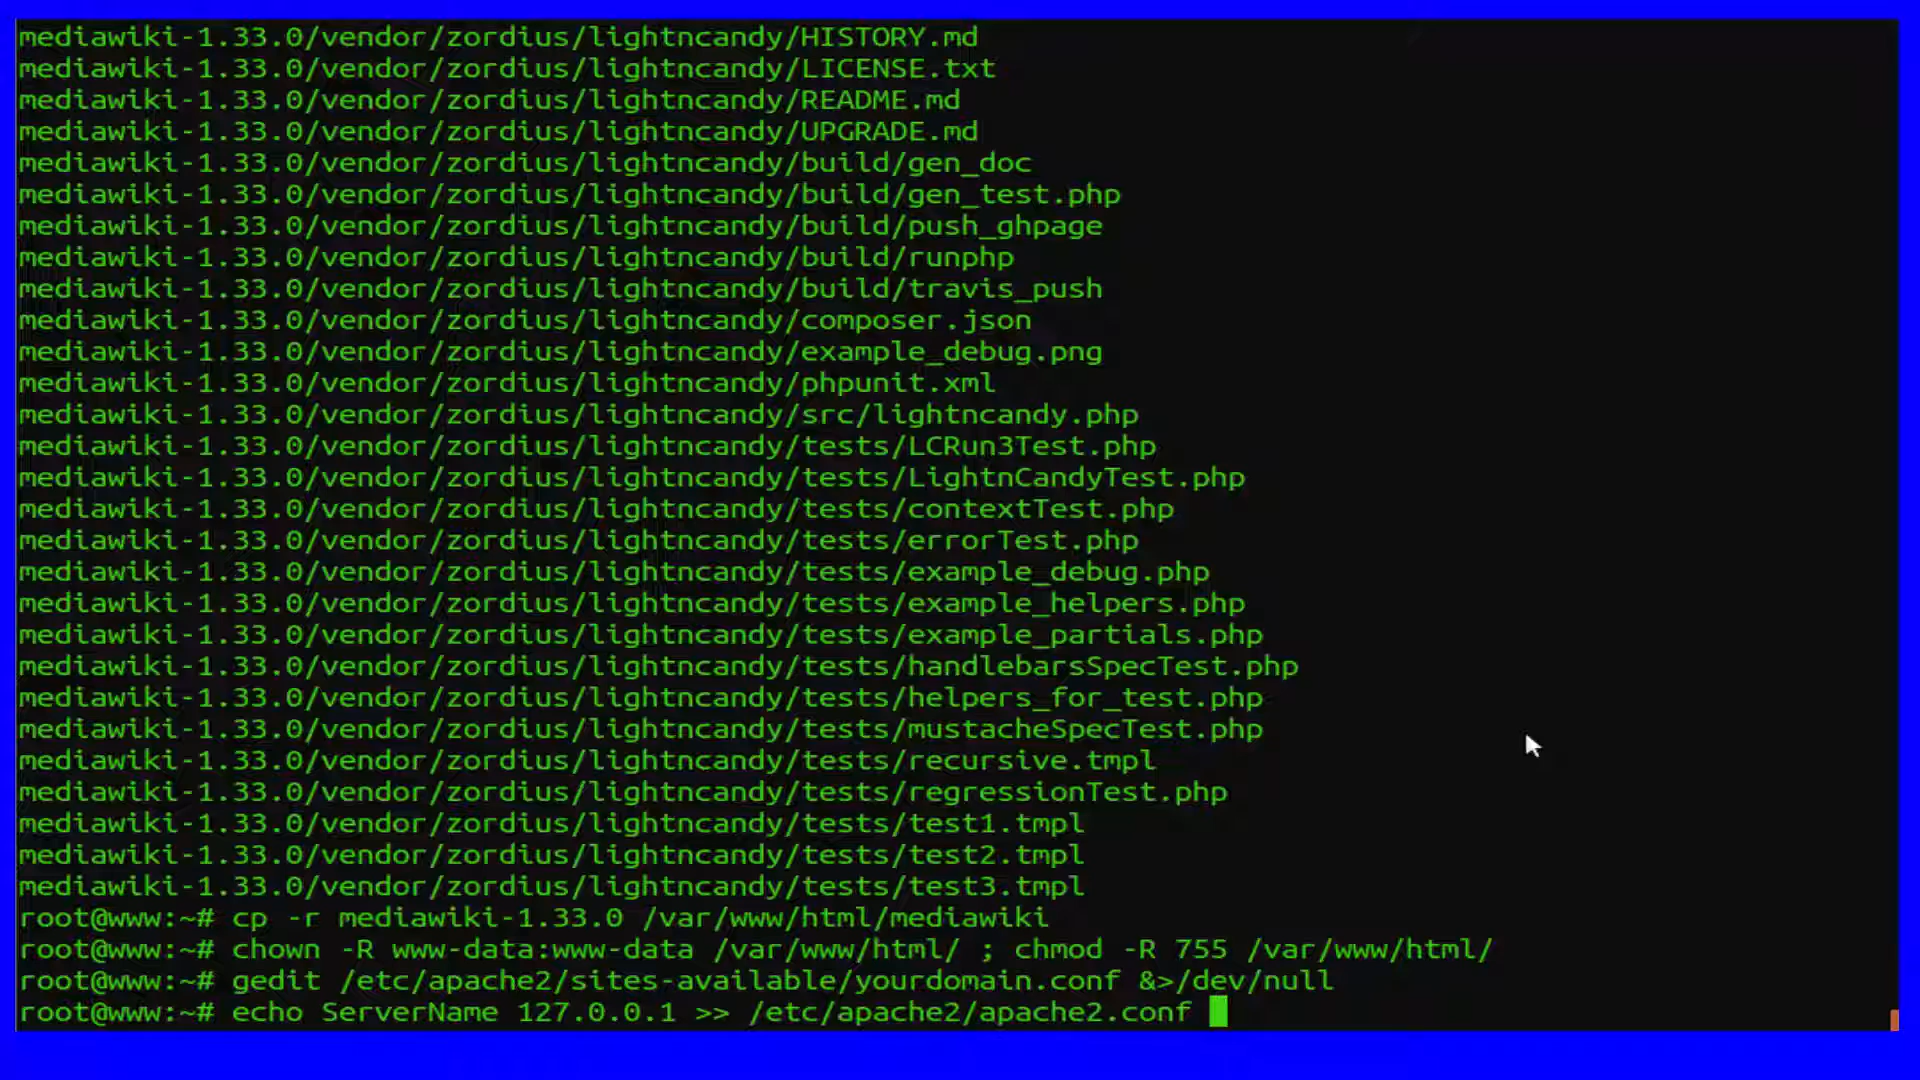 mediawiki-1.33.0/vendor/zordius/lightncandy/HISTORY.md
mediawiki-1.33.0/vendor/zordius/lightncandy/LICENSE.txt
mediawiki-1.33.0/vendor/zordius/lightncandy/README.md
mediawiki-1.33.0/vendor/zordius/lightncandy/UPGRADE.md
mediawiki-1.33.0/vendor/zordius/lightncandy/build/gen_doc
mediawiki-1.33.0/vendor/zordius/lightncandy/build/gen_test.php
mediawiki-1.33.0/vendor/zordius/lightncandy/build/push_ghpage
mediawiki-1.33.0/vendor/zordius/lightncandy/build/runphp
mediawiki-1.33.0/vendor/zordius/lightncandy/build/travis_push
mediawiki-1.33.0/vendor/zordius/lightncandy/composer.json
mediawiki-1.33.0/vendor/zordius/lightncandy/example_debug.png
mediawiki-1.33.0/vendor/zordius/lightncandy/phpunit.xml
mediawiki-1.33.0/vendor/zordius/lightncandy/src/lightncandy.php
mediawiki-1.33.0/vendor/zordius/lightncandy/tests/LCRun3Test.php
mediawiki-1.33.0/vendor/zordius/lightncandy/tests/LightnCandyTest.php
mediawiki-1.33.0/vendor/zordius/lightncandy/tests/contextTest.php
mediawiki-1.33.0/vendor/zordius/lightncandy/tests/errorTest.php
mediawiki-1.33.0/vendor/zordius/lightncandy/tests/example_debug.php
mediawiki-1.33.0/vendor/zordius/lightncandy/tests/example_helpers.php
mediawiki-1.33.0/vendor/zordius/lightncandy/tests/example_partials.php
mediawiki-1.33.0/vendor/zordius/lightncandy/tests/handlebarsSpecTest.php
mediawiki-1.33.0/vendor/zordius/lightncandy/tests/helpers_for_test.php
mediawiki-1.33.0/vendor/zordius/lightncandy/tests/mustacheSpecTest.php
mediawiki-1.33.0/vendor/zordius/lightncandy/tests/recursive.tmpl
mediawiki-1.33.0/vendor/zordius/lightncandy/tests/regressionTest.php
mediawiki-1.33.0/vendor/zordius/lightncandy/tests/test1.tmpl
mediawiki-1.33.0/vendor/zordius/lightncandy/tests/test2.tmpl
mediawiki-1.33.0/vendor/zordius/lightncandy/tests/test3.tmpl
root@www:~# cp -r mediawiki-1.33.0 /var/www/html/mediawiki
root@www:~# chown -R www-data:www-data /var/www/html/ ; chmod -R 755 /var/www/html/
root@www:~# gedit /etc/apache2/sites-available/yourdomain.conf &>/dev/null
root@www:~# echo ServerName 127.0.0.1 >> /etc/apache2/apache2.conf